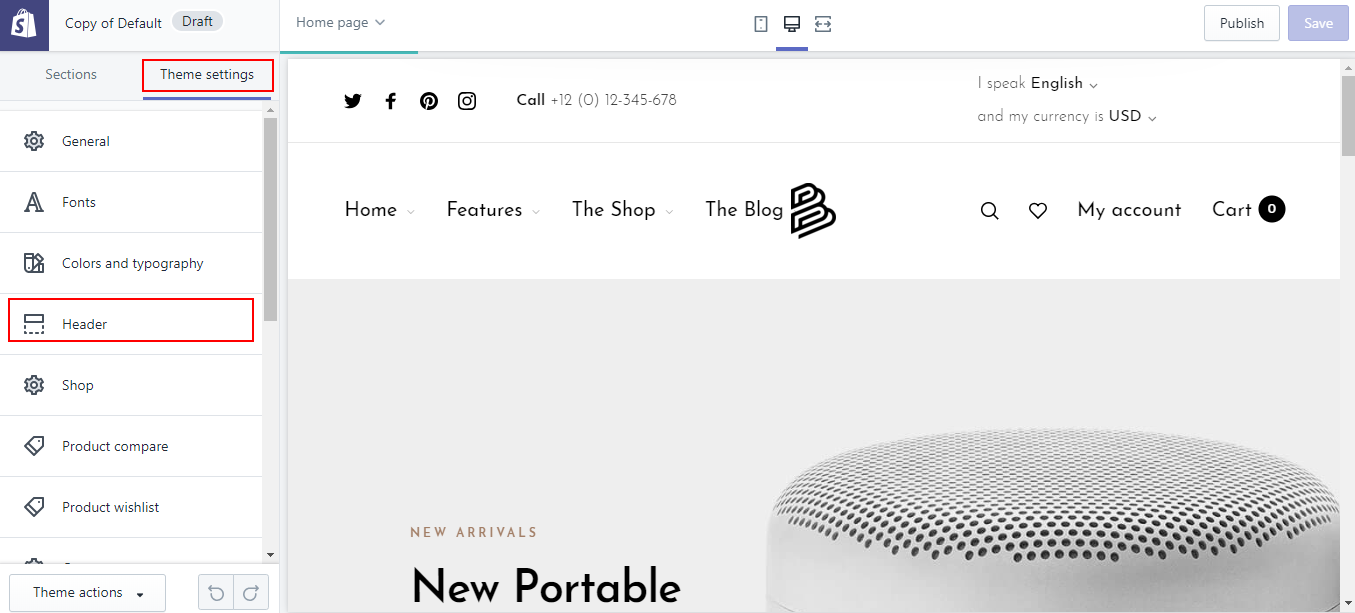 Copy of Default Draft
Home page
Publish
Save
Sections
Theme settings
General
Fonts
Colors and typography
Header
Shop
Product compare
Product wishlist
Theme actions
Call +12 (0) 12-345-678
I speak English
and my currency is USD
Home
Features
The Shop
The Blog
My account
Cart 0
NEW ARRIVALS
New Portable